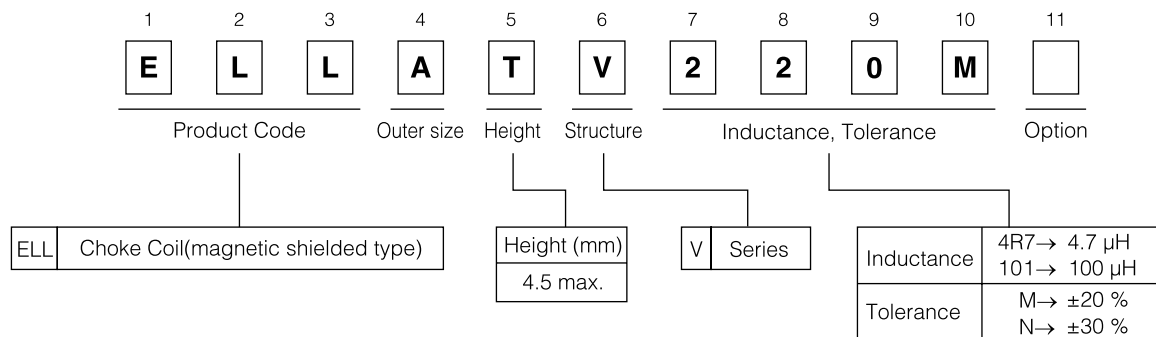 1 2 3 4 5 6 7 8 9 10 11
E L L A T V 2 2 0 M
Product Code Outer size Height Structure Inductance, Tolerance Option
ELL Choke Coil(magnetic shielded type)
Height (mm)
4.5 max.
V Series
Inductance 4R7→ 4.7 µH
101→ 100 µH
Tolerance M→ ±20 %
N→ ±30 %